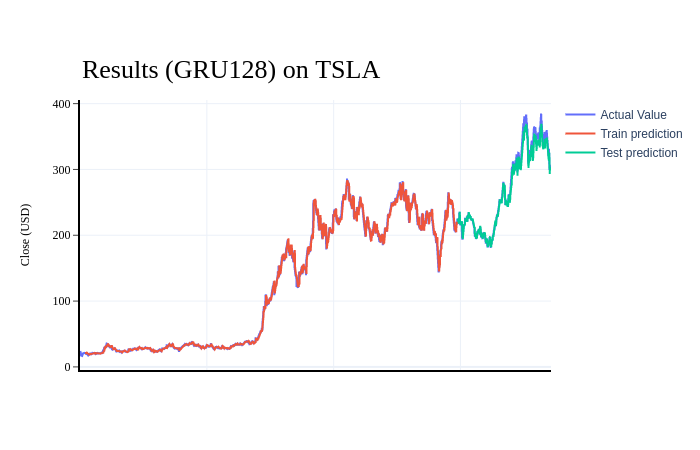 Results (GRU128) on TSLA
400
300
200
100
0
Close (USD)
Actual Value
Train prediction
Test prediction